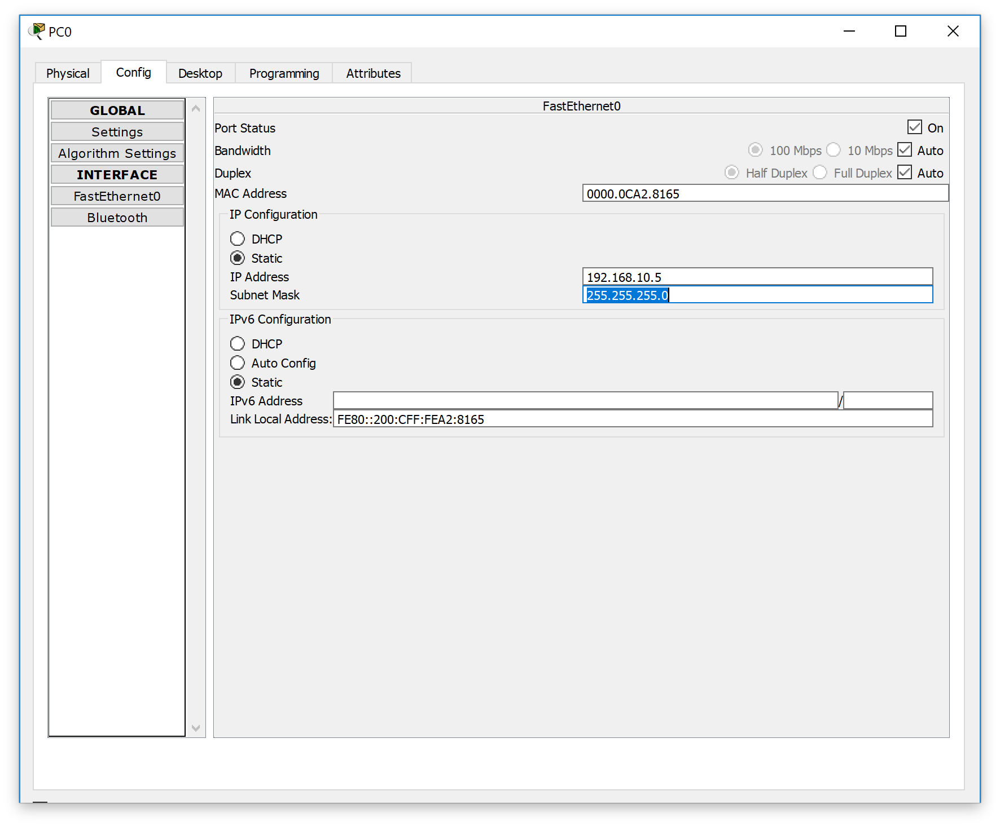 PC0
Physical Config Desktop Programming Attributes
GLOBAL
Settings
Algorithm Settings
INTERFACE
FastEthernet0
Bluetooth
FastEthernet0
Port Status On
Bandwidth 100 Mbps 10 Mbps Auto
Duplex Half Duplex Full Duplex Auto
MAC Address 0000.0CA2.8165
IP Configuration
DHCP
Static
IP Address 192.168.10.5
Subnet Mask 255.255.255.0
IPv6 Configuration
DHCP
Auto Config
Static
IPv6 Address /
Link Local Address: FE80::200:CFF:FEA2:8165